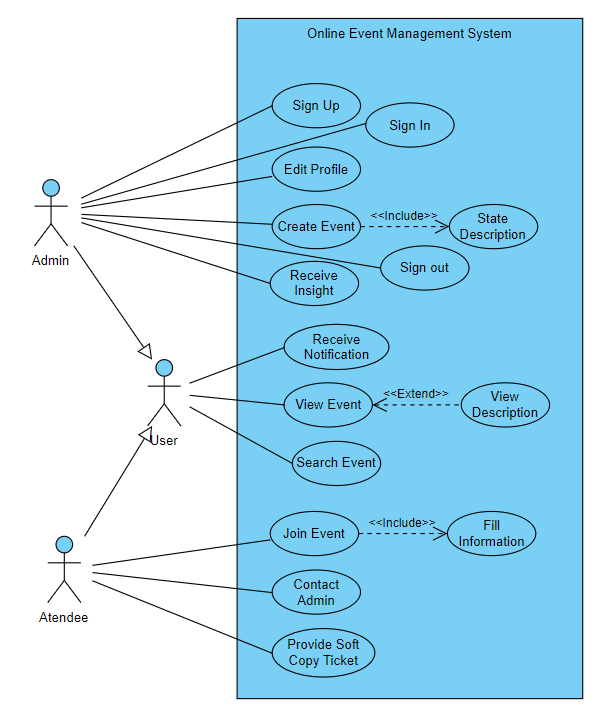 Online Event Management System
Sign Up
Sign In
Edit Profile
<<Include>>
Create Event
State
Description
Admin
Sign out
Receive
Insight
Receive
Notification
<<Extend>>
View Event
View
Description
User
Search Event
<<Include>>
Join Event
Fill
Information
Contact
Admin
Atendee
Provide Soft
Copy Ticket